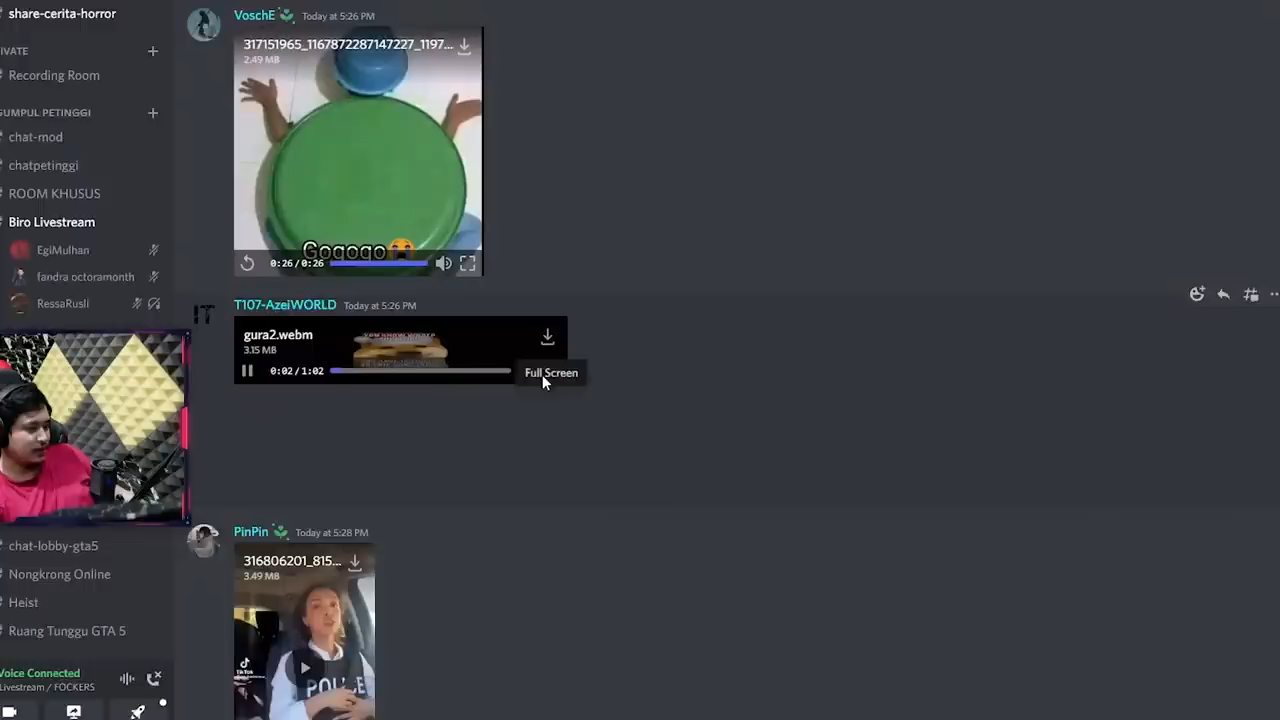 share-cerita-horror
IVATE
Recording Room
GUMPUL PETINGGI
chat-mod
chatpetinggi
ROOM KHUSUS
Biro Livestream
EgiMulhan
fandra octoramonth
RessaRusli
chat-lobby-gta5
Nongkrong Online
Heist
Ruang Tunggu GTA 5
Voice Connected
Livestream / FOCKERS
VoschE Today at 5:26 PM
317151965_1167872287147227_1197...
2.49 MB
Gogogo
0:26/0:26
IT
T107-AzeiWORLD Today at 5:26 PM
gura2.webm
3.15 MB
0:02/1:02
Full Screen
PinPin Today at 5:28 PM
316806201_815...
3.49 MB
TikTok
POLICE